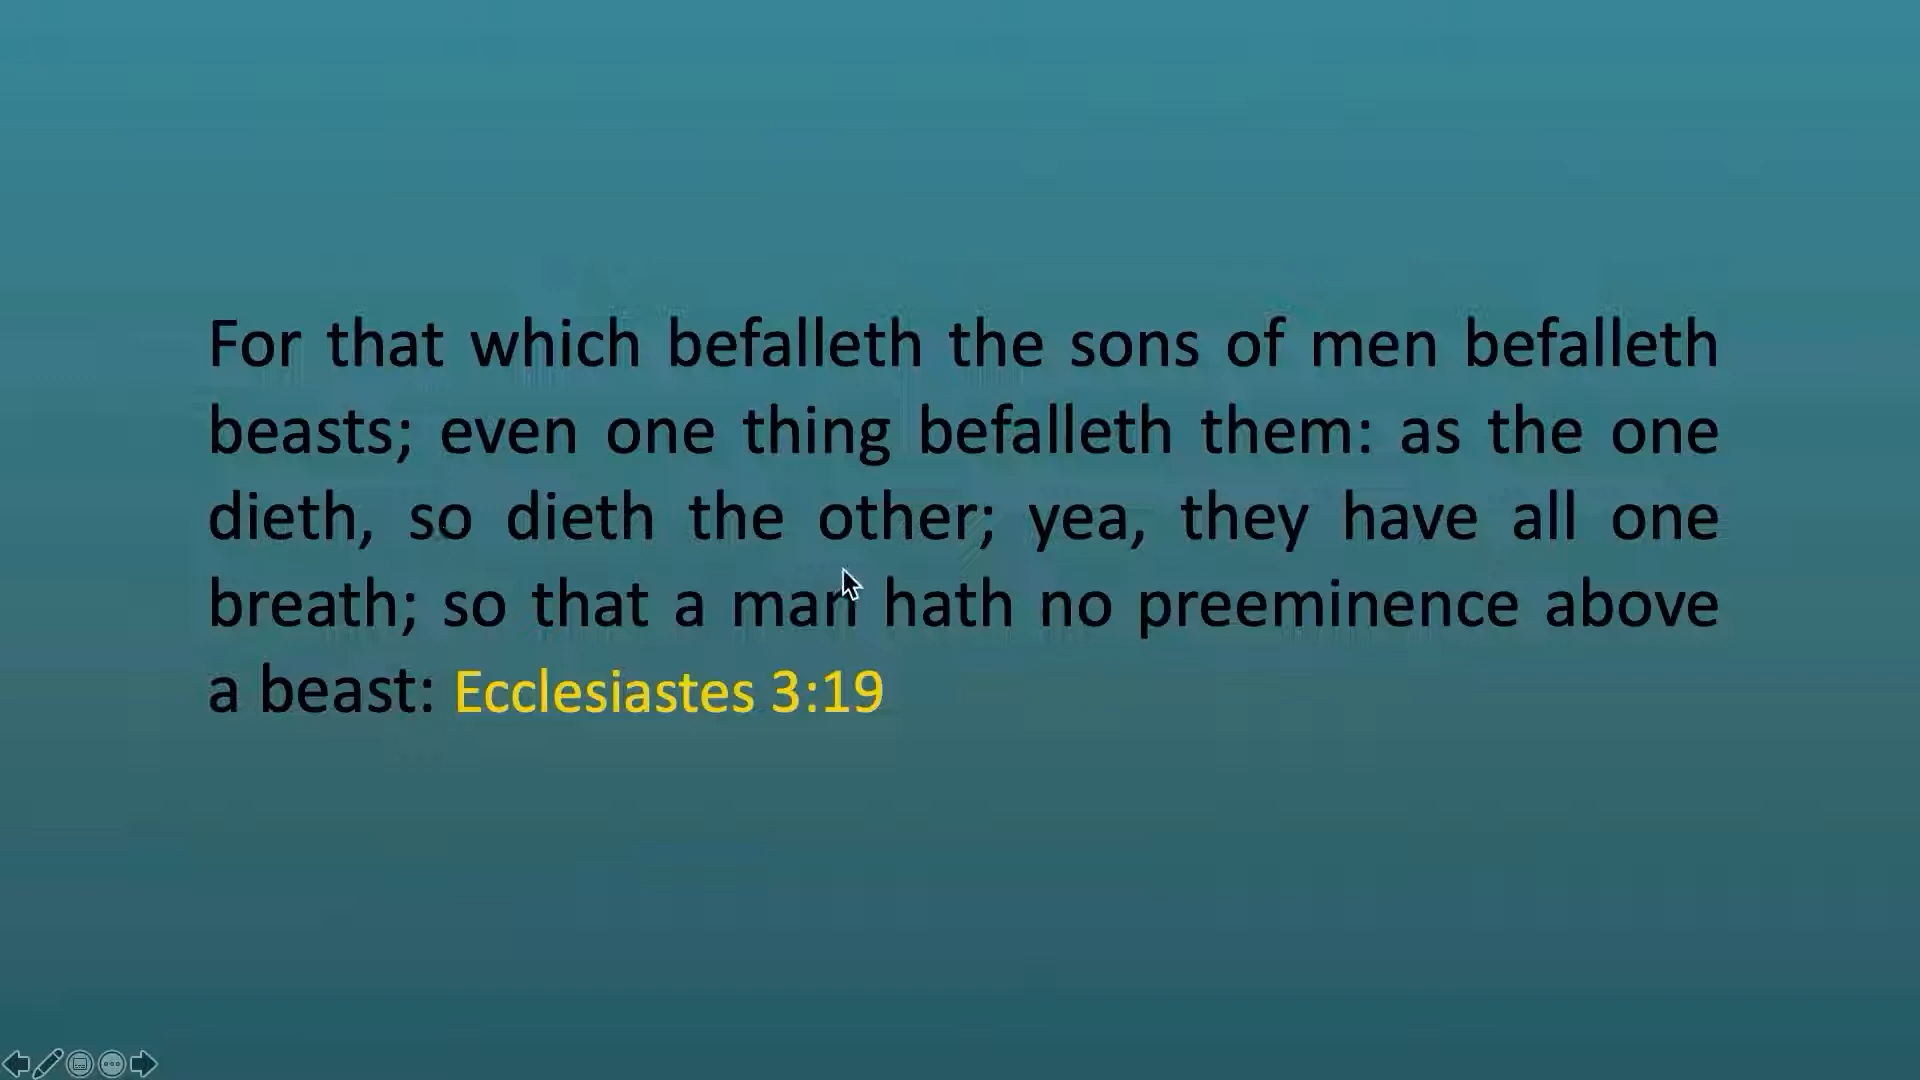 For that which befalleth the sons of men befalleth
beasts; even one thing befalleth them: as the one
dieth, so dieth the other; yea, they have all one
breath; so that a man hath no preeminence above
a beast: Ecclesiastes 3:19